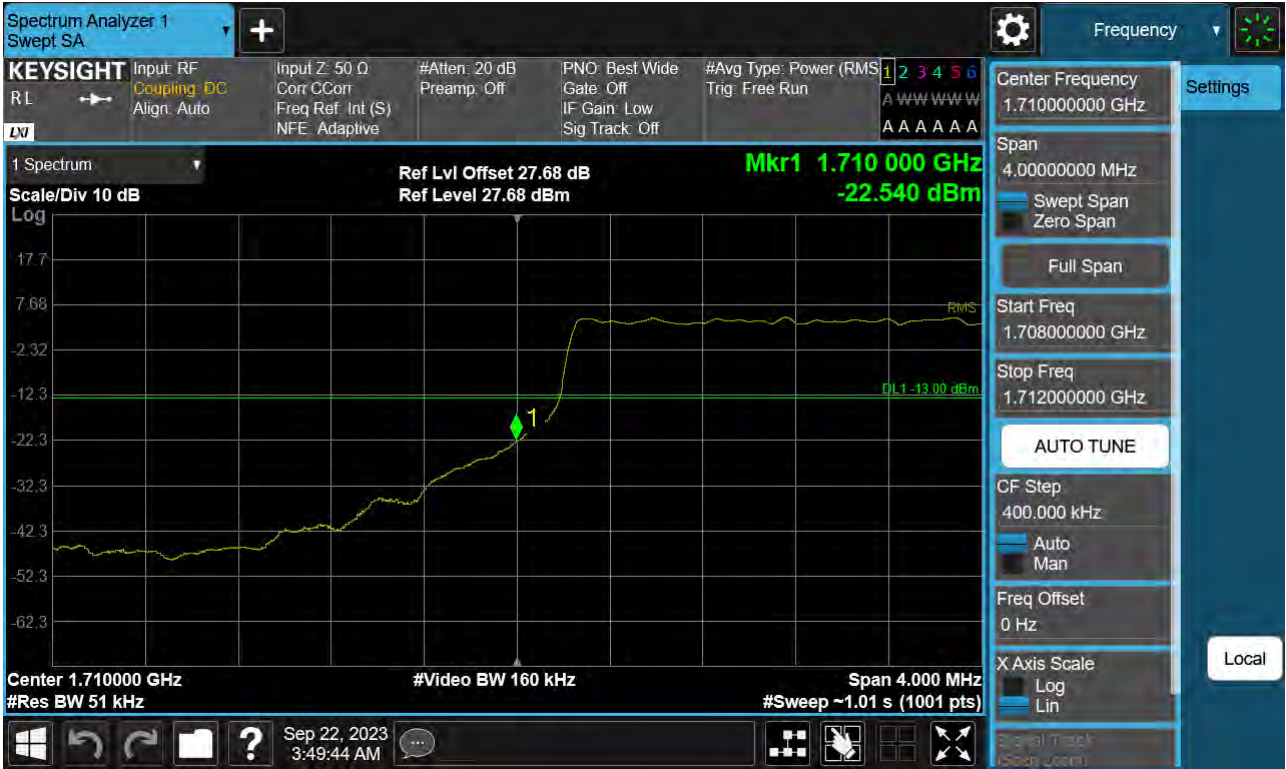 Spectrum Analyzer 1
Swept SA
+
Frequency
KEYSIGHT
Input: RF
Input Z: 50 Ω
#Atten: 20 dB
PNO: Best Wide
#Avg Type: Power (RMS
1 2 3 4 5 6
R L
Coupling: DC
Corr CCorr
Preamp: Off
Gate: Off
Trig: Free Run
A W W W W W
Align: Auto
Freq Ref: Int (S)
IF Gain: Low
LXI
NFE: Adaptive
Sig Track: Off
A A A A A A
1 Spectrum
Ref Lvl Offset 27.68 dB
Mkr1 1.710 000 GHz
Scale/Div 10 dB
Ref Level 27.68 dBm
-22.540 dBm
Log
17.7
7.68
RMS
-2.32
-12.3
DL1 -13.00 dBm
1
-22.3
-32.3
-42.3
-52.3
-62.3
Center 1.710000 GHz
#Video BW 160 kHz
Span 4.000 MHz
#Res BW 51 kHz
#Sweep ~1.01 s (1001 pts)
Center Frequency
1.710000000 GHz
Settings
Span
4.00000000 MHz
Swept Span
Zero Span
Full Span
Start Freq
1.708000000 GHz
Stop Freq
1.712000000 GHz
AUTO TUNE
CF Step
400.000 kHz
Auto
Man
Freq Offset
0 Hz
X Axis Scale
Log
Lin
Local
Signal Track
(Span Zoom)
?
Sep 22, 2023
3:49:44 AM